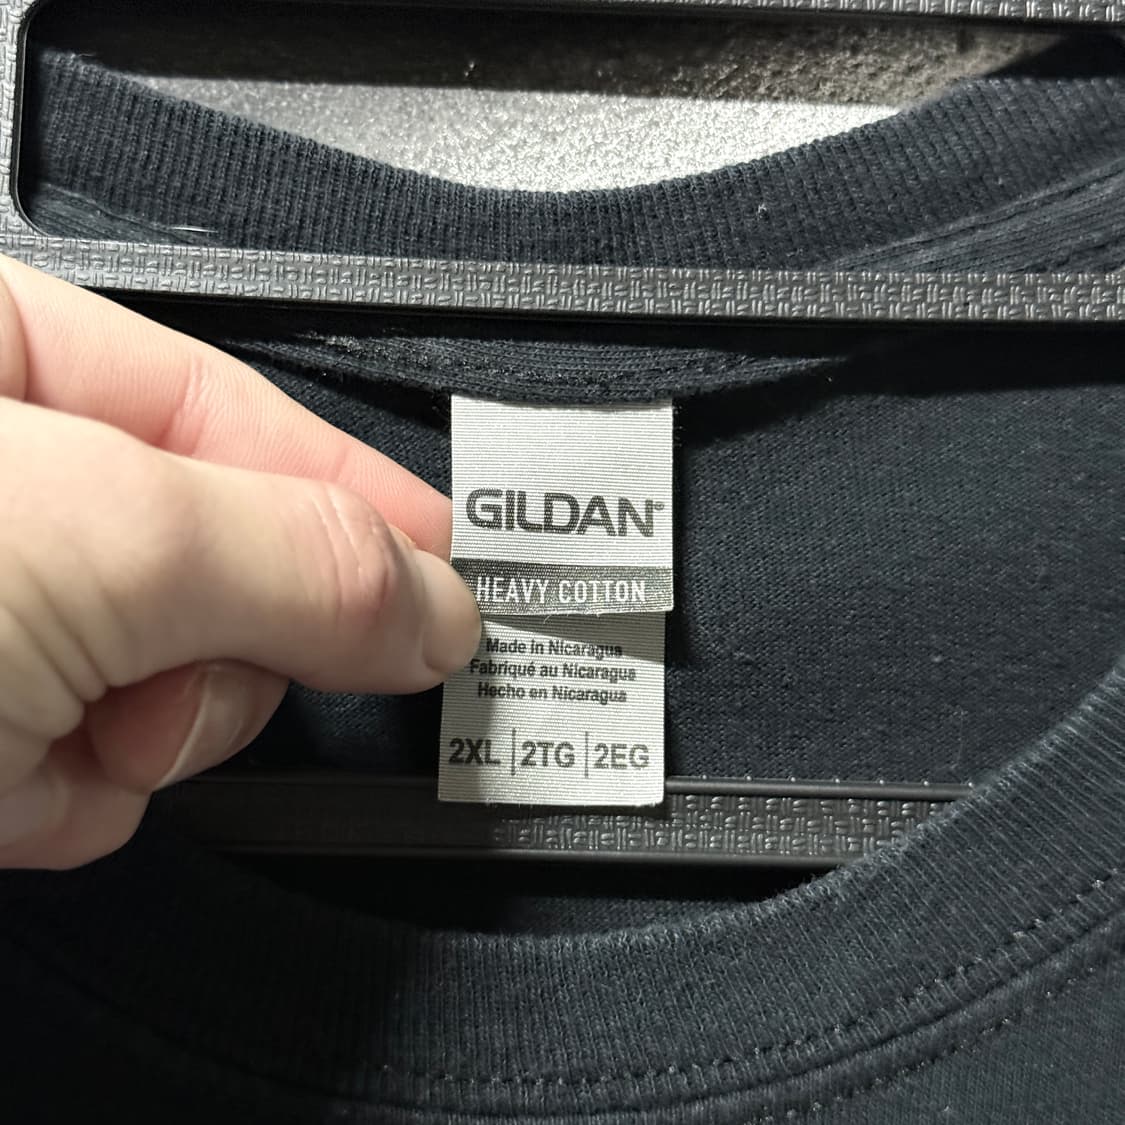 GILDAN®
HEAVY COTTON
Made in Nicaragua
Fabriqué au Nicaragua
Hecho en Nicaragua
2XL | 2TG | 2EG